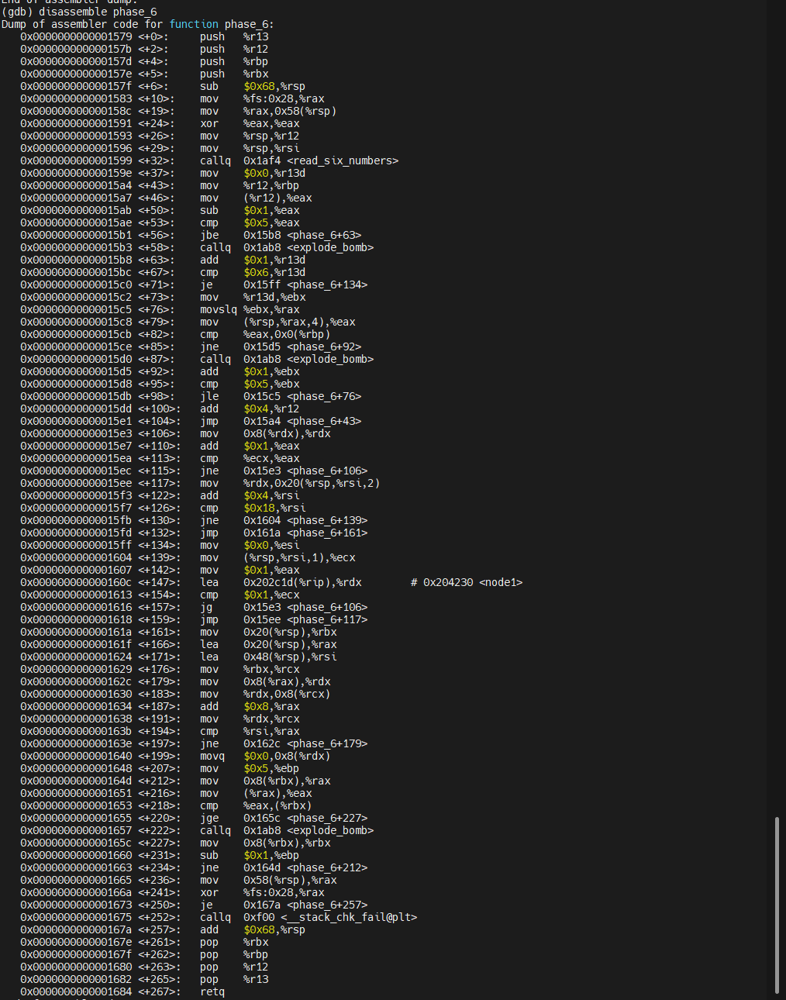 End of assembler dump.
(gdb) disassemble phase_6
Dump of assembler code for function phase_6:
0x0000000000001579 <+0>: push %r13
0x000000000000157b <+2>: push %r12
0x000000000000157d <+4>: push %rbp
0x000000000000157e <+5>: push %rbx
0x000000000000157f <+6>: sub $0x68,%rsp
0x0000000000001583 <+10>: mov %fs:0x28,%rax
0x000000000000158c <+19>: mov %rax,0x58(%rsp)
0x0000000000001591 <+24>: xor %eax,%eax
0x0000000000001593 <+26>: mov %rsp,%r12
0x0000000000001596 <+29>: mov %rsp,%rsi
0x0000000000001599 <+32>: callq 0x1af4 <read_six_numbers>
0x000000000000159e <+37>: mov $0x0,%r13d
0x00000000000015a4 <+43>: mov %r12,%rbp
0x00000000000015a7 <+46>: mov (%r12),%eax
0x00000000000015ab <+50>: sub $0x1,%eax
0x00000000000015ae <+53>: cmp $0x5,%eax
0x00000000000015b1 <+56>: jbe 0x15b8 <phase_6+63>
0x00000000000015b3 <+58>: callq 0x1ab8 <explode_bomb>
0x00000000000015b8 <+63>: add $0x1,%r13d
0x00000000000015bc <+67>: cmp $0x6,%r13d
0x00000000000015c0 <+71>: je 0x15ff <phase_6+134>
0x00000000000015c2 <+73>: mov %r13d,%ebx
0x00000000000015c5 <+76>: movslq %ebx,%rax
0x00000000000015c8 <+79>: mov (%rsp,%rax,4),%eax
0x00000000000015cb <+82>: cmp %eax,0x0(%rbp)
0x00000000000015ce <+85>: jne 0x15d5 <phase_6+92>
0x00000000000015d0 <+87>: callq 0x1ab8 <explode_bomb>
0x00000000000015d5 <+92>: add $0x1,%ebx
0x00000000000015d8 <+95>: cmp $0x5,%ebx
0x00000000000015db <+98>: jle 0x15c5 <phase_6+76>
0x00000000000015dd <+100>: add $0x4,%r12
0x00000000000015e1 <+104>: jmp 0x15a4 <phase_6+43>
0x00000000000015e3 <+106>: mov 0x8(%rdx),%rdx
0x00000000000015e7 <+110>: add $0x1,%eax
0x00000000000015ea <+113>: cmp %ecx,%eax
0x00000000000015ec <+115>: jne 0x15e3 <phase_6+106>
0x00000000000015ee <+117>: mov %rdx,0x20(%rsp,%rsi,2)
0x00000000000015f3 <+122>: add $0x4,%rsi
0x00000000000015f7 <+126>: cmp $0x18,%rsi
0x00000000000015fb <+130>: jne 0x1604 <phase_6+139>
0x00000000000015fd <+132>: jmp 0x161a <phase_6+161>
0x00000000000015ff <+134>: mov $0x0,%esi
0x0000000000001604 <+139>: mov (%rsp,%rsi,1),%ecx
0x0000000000001607 <+142>: mov $0x1,%eax
0x000000000000160c <+147>: lea 0x202c1d(%rip),%rdx # 0x204230 <node1>
0x0000000000001613 <+154>: cmp $0x1,%ecx
0x0000000000001616 <+157>: jg 0x15e3 <phase_6+106>
0x0000000000001618 <+159>: jmp 0x15ee <phase_6+117>
0x000000000000161a <+161>: mov 0x20(%rsp),%rbx
0x000000000000161f <+166>: lea 0x20(%rsp),%rax
0x0000000000001624 <+171>: lea 0x48(%rsp),%rsi
0x0000000000001629 <+176>: mov %rbx,%rcx
0x000000000000162c <+179>: mov 0x8(%rax),%rdx
0x0000000000001630 <+183>: mov %rdx,0x8(%rcx)
0x0000000000001634 <+187>: add $0x8,%rax
0x0000000000001638 <+191>: mov %rdx,%rcx
0x000000000000163b <+194>: cmp %rsi,%rax
0x000000000000163e <+197>: jne 0x162c <phase_6+179>
0x0000000000001640 <+199>: movq $0x0,0x8(%rdx)
0x0000000000001648 <+207>: mov $0x5,%ebp
0x000000000000164d <+212>: mov 0x8(%rbx),%rax
0x0000000000001651 <+216>: mov (%rax),%eax
0x0000000000001653 <+218>: cmp %eax,(%rbx)
0x0000000000001655 <+220>: jge 0x165c <phase_6+227>
0x0000000000001657 <+222>: callq 0x1ab8 <explode_bomb>
0x000000000000165c <+227>: mov 0x8(%rbx),%rbx
0x0000000000001660 <+231>: sub $0x1,%ebp
0x0000000000001663 <+234>: jne 0x164d <phase_6+212>
0x0000000000001665 <+236>: mov 0x58(%rsp),%rax
0x000000000000166a <+241>: xor %fs:0x28,%rax
0x0000000000001673 <+250>: je 0x167a <phase_6+257>
0x0000000000001675 <+252>: callq 0xf00 <__stack_chk_fail@plt>
0x000000000000167a <+257>: add $0x68,%rsp
0x000000000000167e <+261>: pop %rbx
0x000000000000167f <+262>: pop %rbp
0x0000000000001680 <+263>: pop %r12
0x0000000000001682 <+265>: pop %r13
0x0000000000001684 <+267>: retq